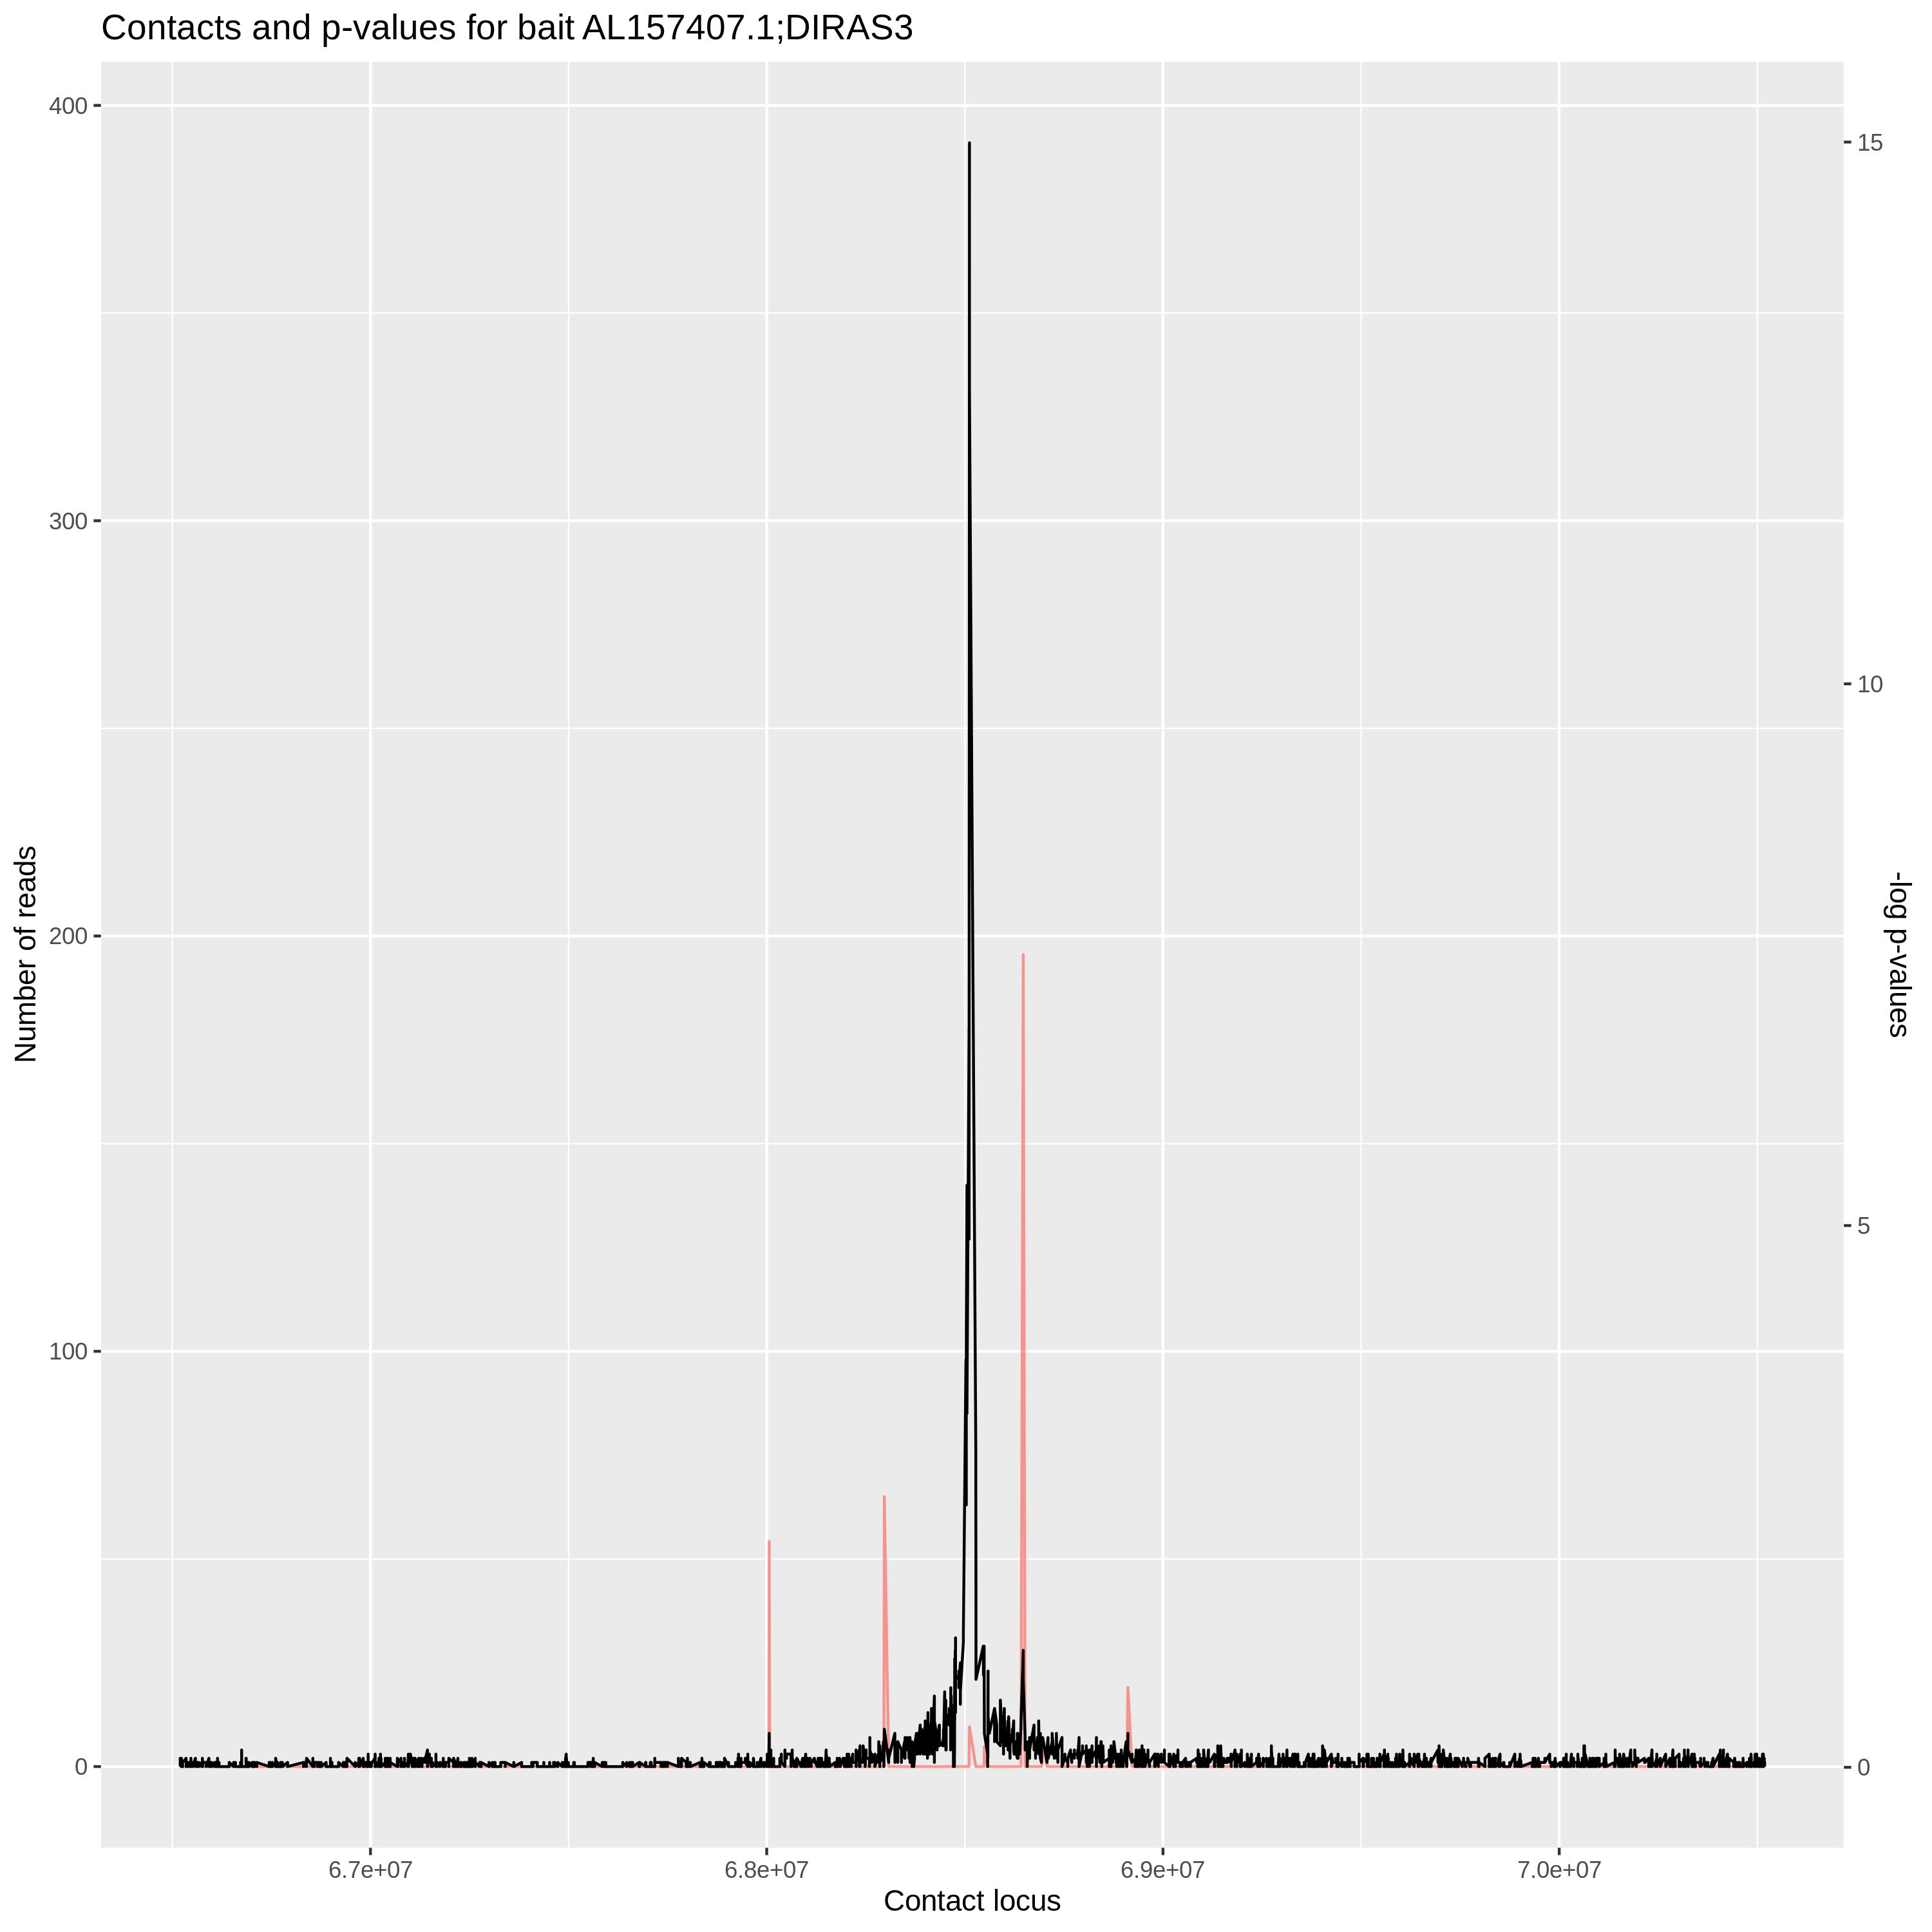 Contacts and p-values for bait AL157407.1;DIRAS3
400
300
200
100
0
Number of reads
15
10
5
0
-log p-values
6.7e+07
6.8e+07
6.9e+07
7.0e+07
Contact locus